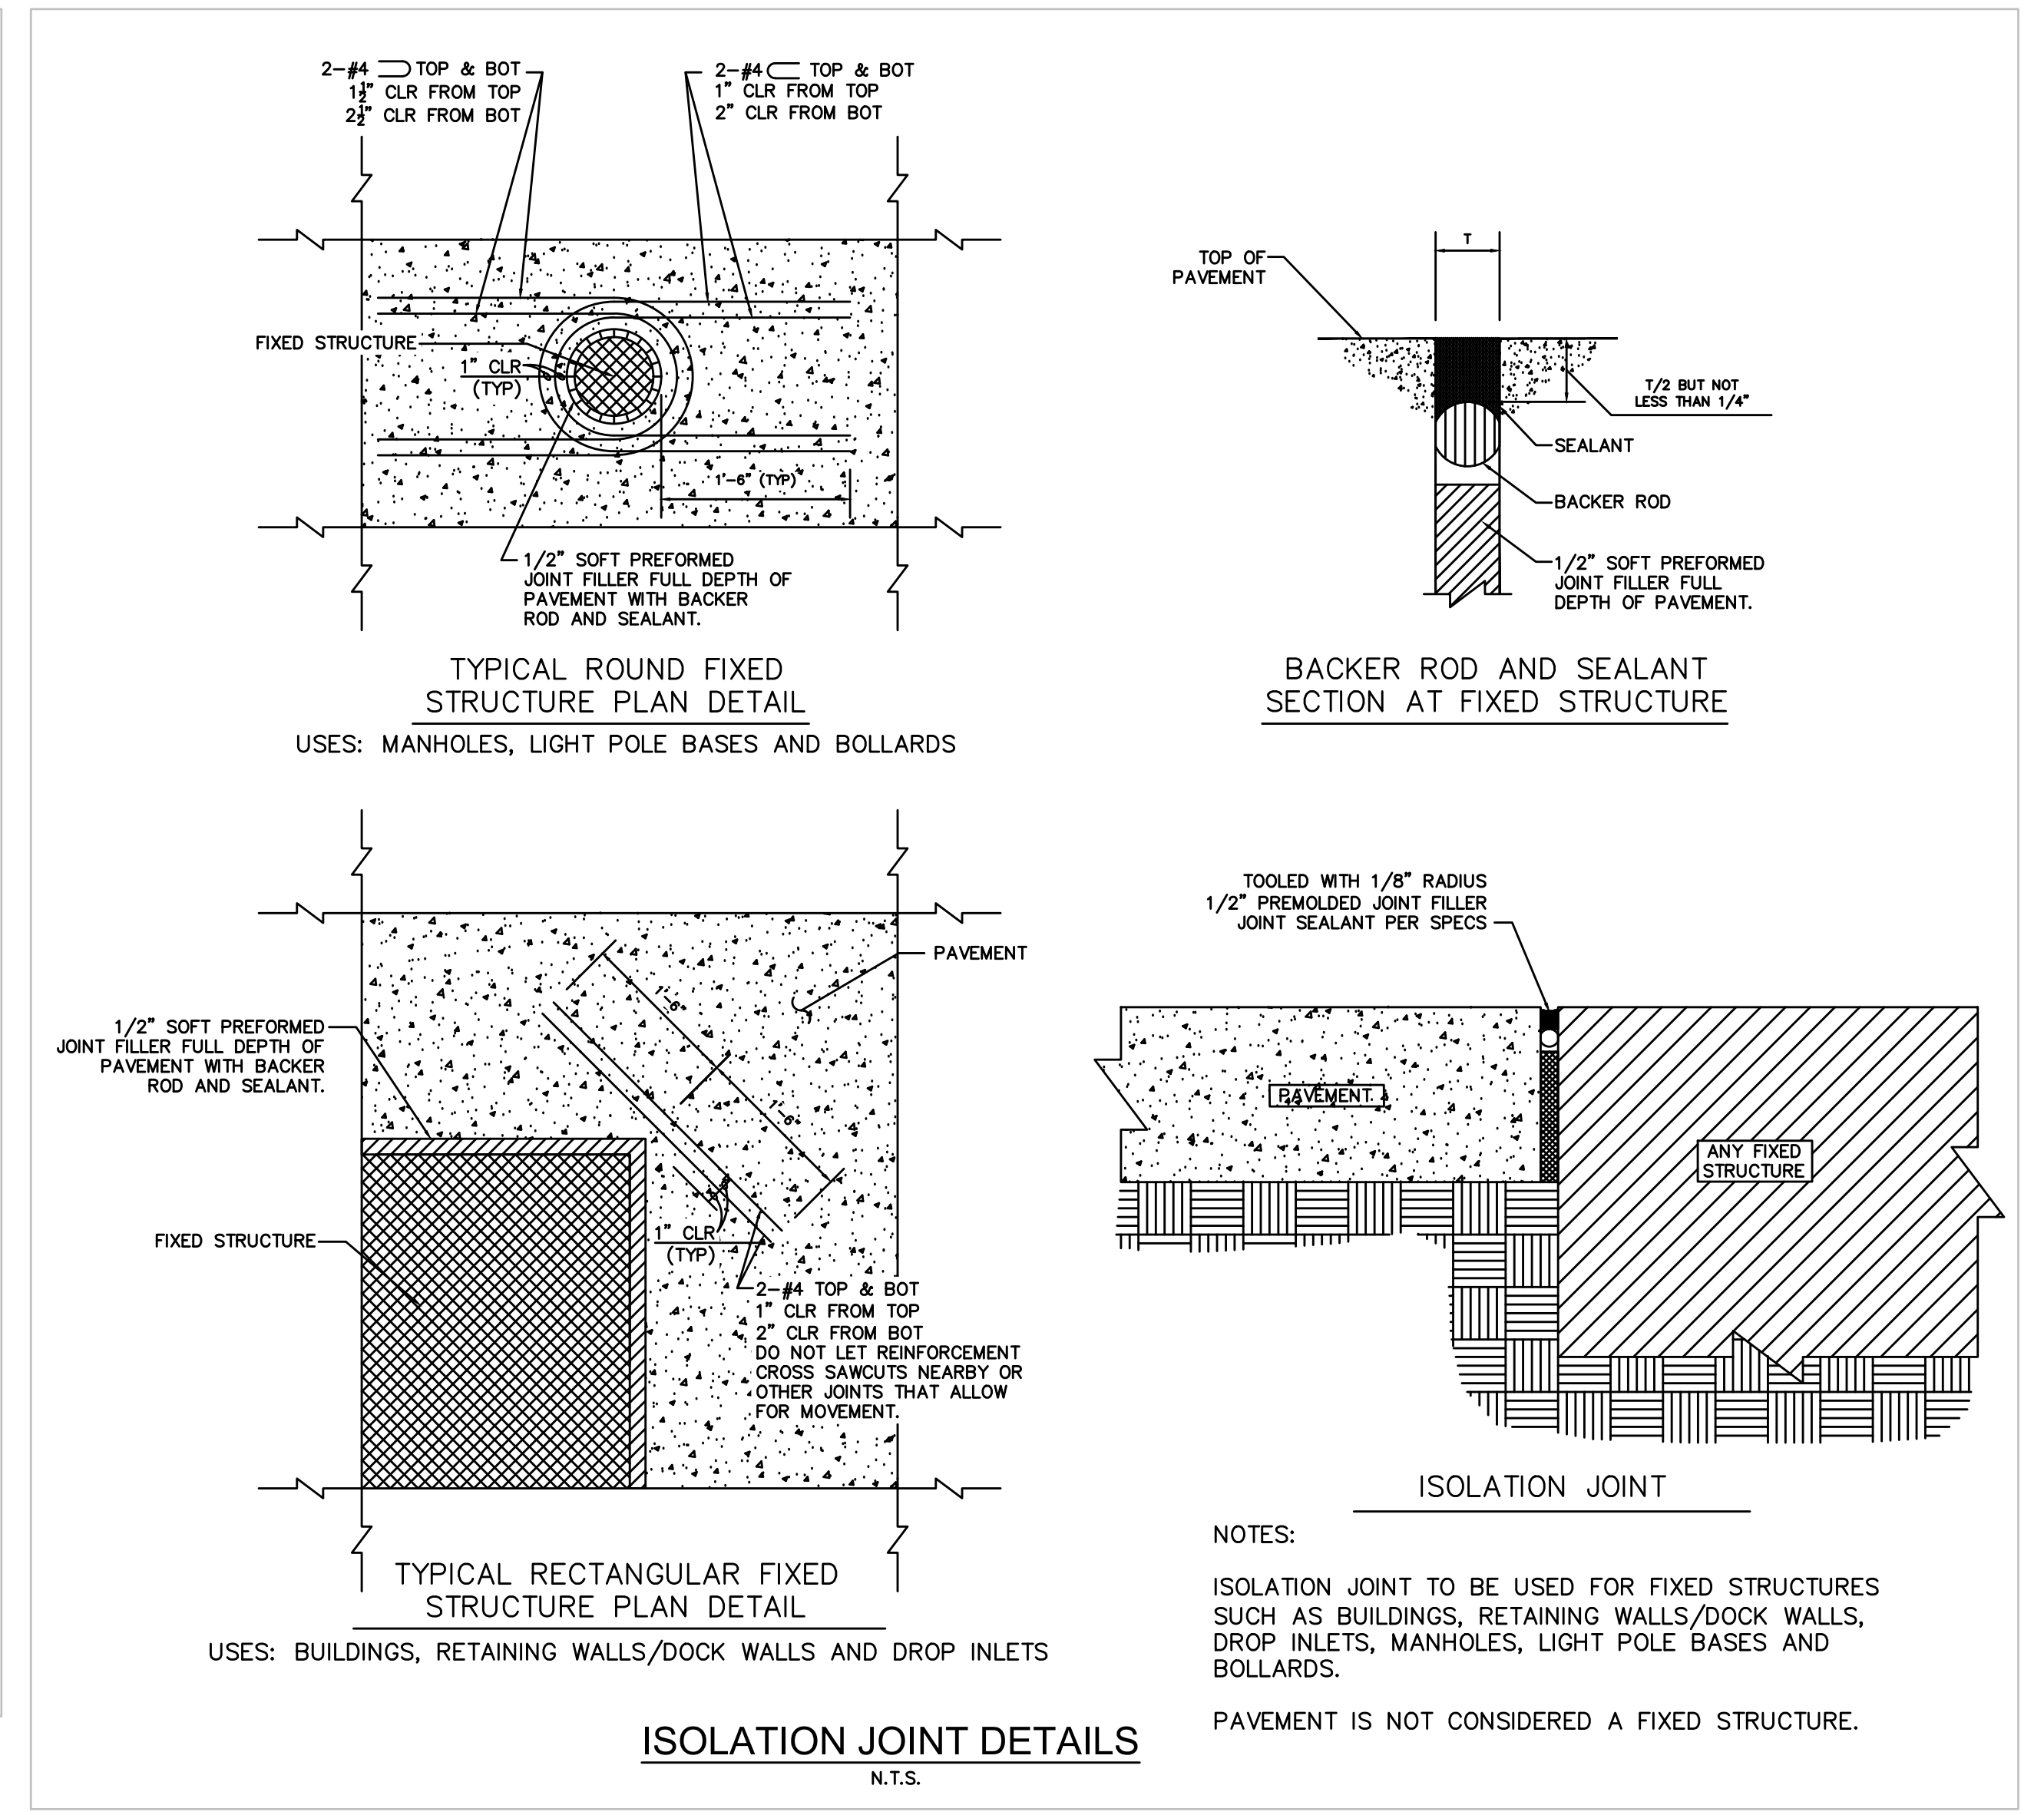 2-#4 TOP & BOT
1½" CLR FROM TOP
2½" CLR FROM BOT
2-#4 TOP & BOT
1" CLR FROM TOP
2" CLR FROM BOT
FIXED STRUCTURE
1" CLR
(TYP)
1'-6" (TYP)
1/2" SOFT PREFORMED
JOINT FILLER FULL DEPTH OF
PAVEMENT WITH BACKER
ROD AND SEALANT.
TYPICAL ROUND FIXED
STRUCTURE PLAN DETAIL
USES: MANHOLES, LIGHT POLE BASES AND BOLLARDS
T
TOP OF
PAVEMENT
T/2 BUT NOT
LESS THAN 1/4"
SEALANT
BACKER ROD
1/2" SOFT PREFORMED
JOINT FILLER FULL
DEPTH OF PAVEMENT.
BACKER ROD AND SEALANT
SECTION AT FIXED STRUCTURE
PAVEMENT
1'-6"
1'-6"
1/2" SOFT PREFORMED
JOINT FILLER FULL DEPTH OF
PAVEMENT WITH BACKER
ROD AND SEALANT.
FIXED STRUCTURE
1" CLR
(TYP)
2-#4 TOP & BOT
1" CLR FROM TOP
2" CLR FROM BOT
DO NOT LET REINFORCEMENT
CROSS SAWCUTS NEARBY OR
OTHER JOINTS THAT ALLOW
FOR MOVEMENT.
TYPICAL RECTANGULAR FIXED
STRUCTURE PLAN DETAIL
USES: BUILDINGS, RETAINING WALLS/DOCK WALLS AND DROP INLETS
TOOLED WITH 1/8" RADIUS
1/2" PREMOLDED JOINT FILLER
JOINT SEALANT PER SPECS
PAVEMENT
ANY FIXED
STRUCTURE
ISOLATION JOINT
NOTES:
ISOLATION JOINT TO BE USED FOR FIXED STRUCTURES
SUCH AS BUILDINGS, RETAINING WALLS/DOCK WALLS,
DROP INLETS, MANHOLES, LIGHT POLE BASES AND
BOLLARDS.
PAVEMENT IS NOT CONSIDERED A FIXED STRUCTURE.
ISOLATION JOINT DETAILS
N.T.S.